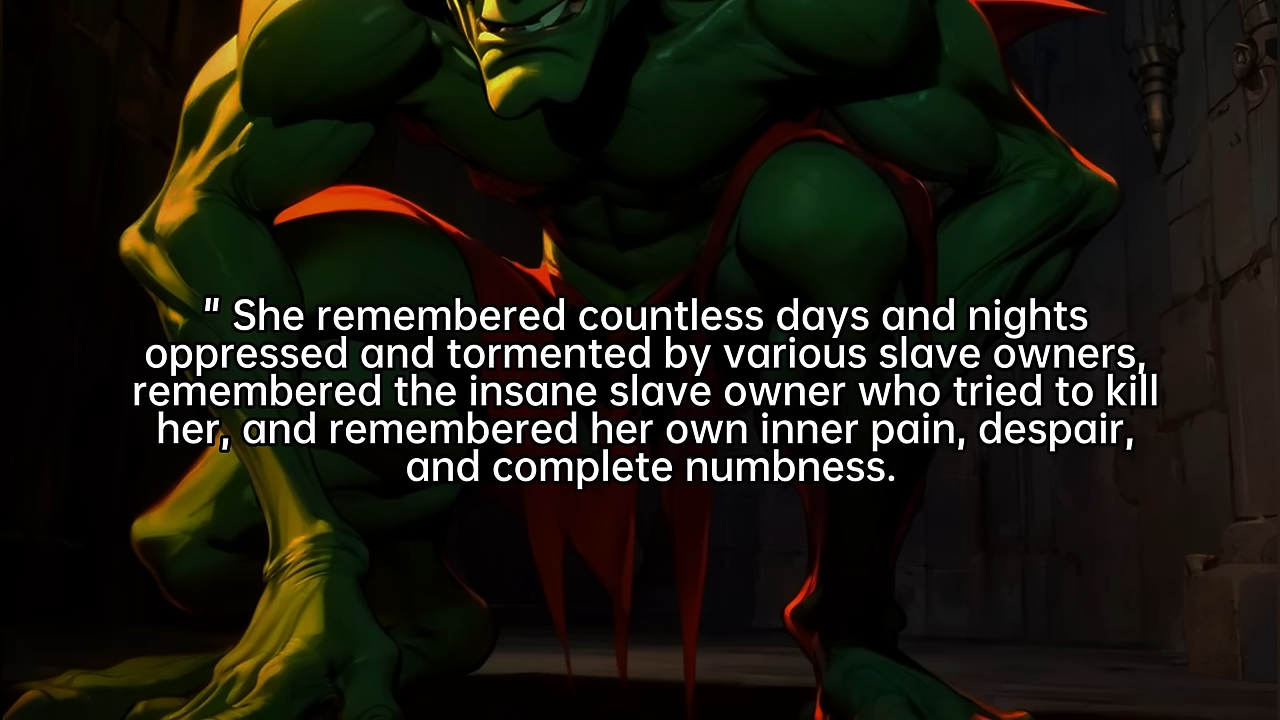 " She remembered countless days and nights
oppressed and tormented by various slave owners,
remembered the insane slave owner who tried to kill
her, and remembered her own inner pain, despair,
and complete numbness.